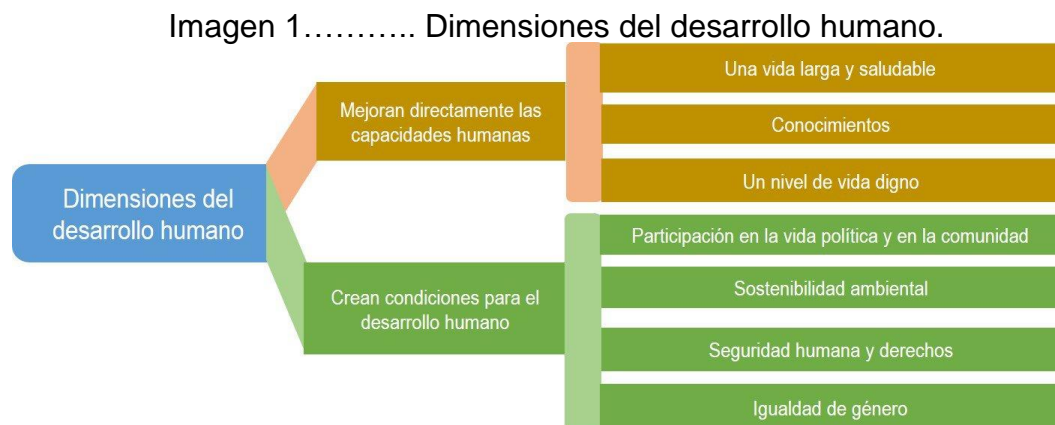 Imagen 1……….. Dimensiones del desarrollo humano.
Dimensiones del
desarrollo humano
Mejoran directamente las
capacidades humanas
Una vida larga y saludable
Conocimientos
Un nivel de vida digno
Crean condiciones para el
desarrollo humano
Participación en la vida política y en la comunidad
Sostenibilidad ambiental
Seguridad humana y derechos
Igualdad de género